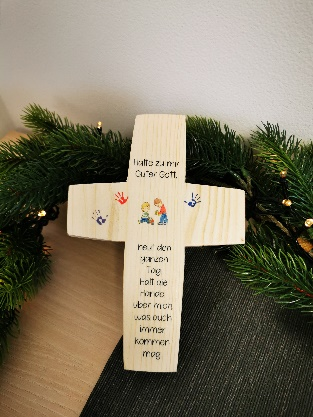 Halte zu mir
Guter Gott,
heut den
ganzen
Tag.
Halt die
Hände
über mich,
was auch
immer
kommen
mag.